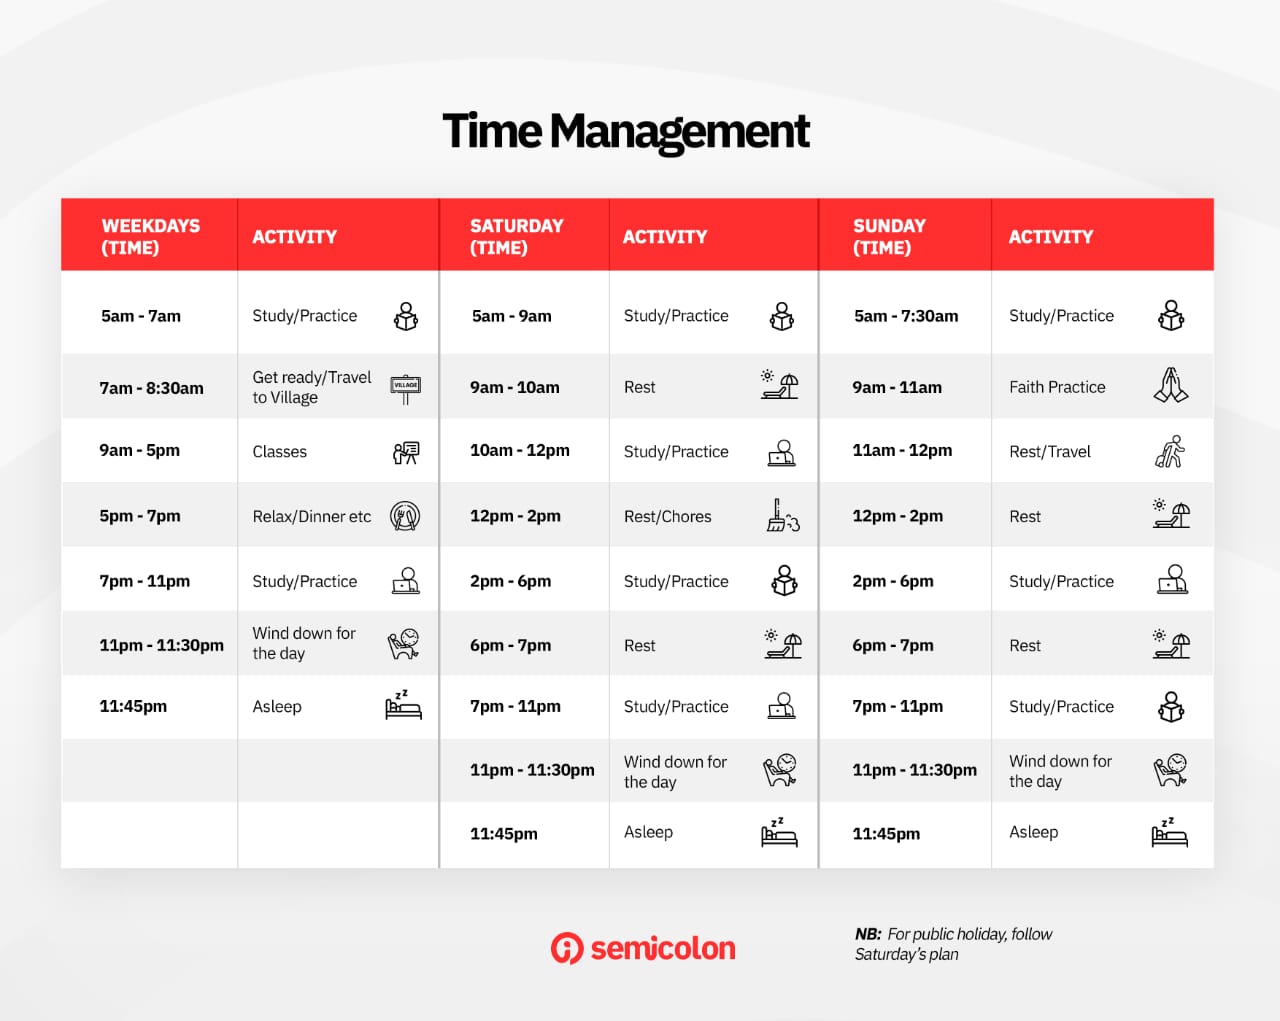 Time Management
WEEKDAYS (TIME) ACTIVITY SATURDAY (TIME) ACTIVITY SUNDAY (TIME) ACTIVITY
5am - 7am Study/Practice 5am - 9am Study/Practice 5am - 7:30am Study/Practice
7am - 8:30am Get ready/Travel to Village VILLAGE 9am - 10am Rest 9am - 11am Faith Practice
9am - 5pm Classes 10am - 12pm Study/Practice 11am - 12pm Rest/Travel
5pm - 7pm Relax/Dinner etc 12pm - 2pm Rest/Chores 12pm - 2pm Rest
7pm - 11pm Study/Practice 2pm - 6pm Study/Practice 2pm - 6pm Study/Practice
11pm - 11:30pm Wind down for the day 6pm - 7pm Rest 6pm - 7pm Rest
11:45pm Asleep zz 7pm - 11pm Study/Practice 7pm - 11pm Study/Practice
11pm - 11:30pm Wind down for the day 11pm - 11:30pm Wind down for the day
11:45pm Asleep zz 11:45pm Asleep zz
semicolon
NB: For public holiday, follow
Saturday's plan